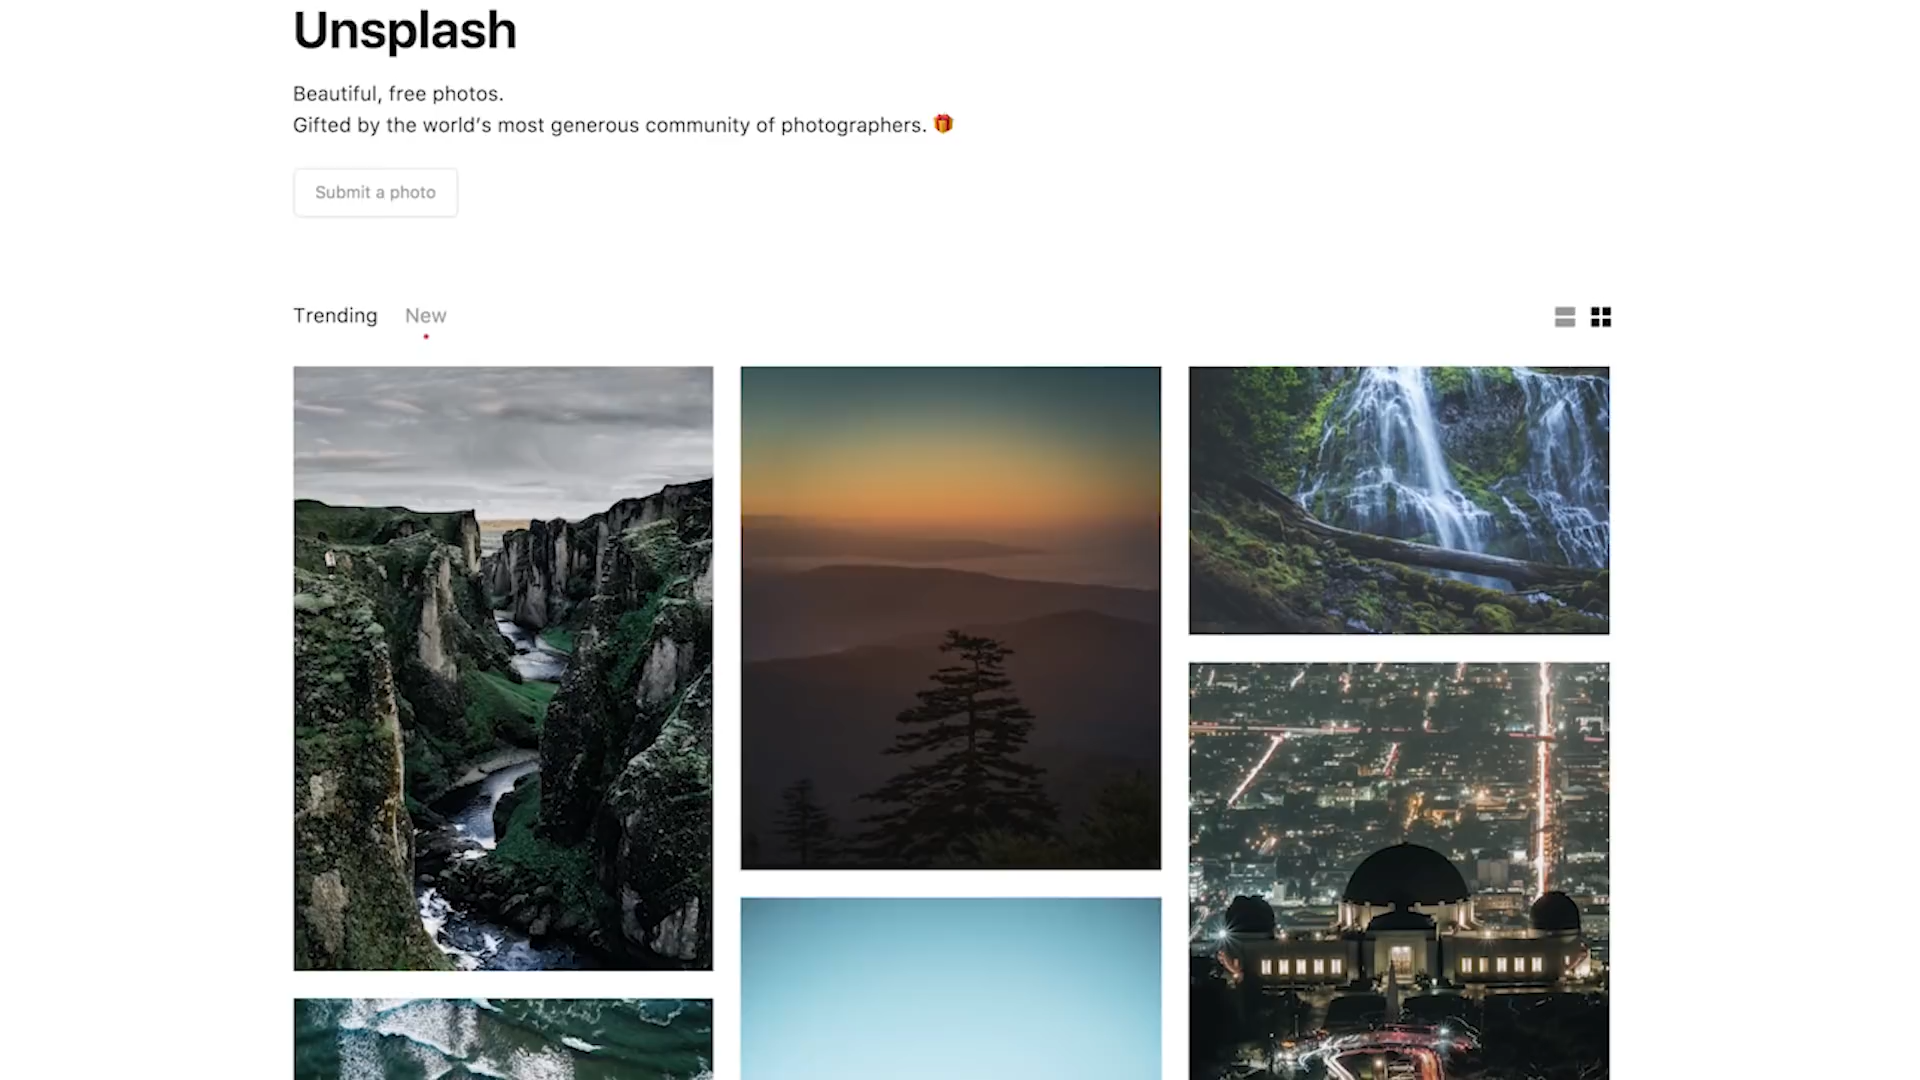 Unsplash
Beautiful, free photos.
Gifted by the world’s most generous community of photographers. 🎁
Submit a photo
Trending New